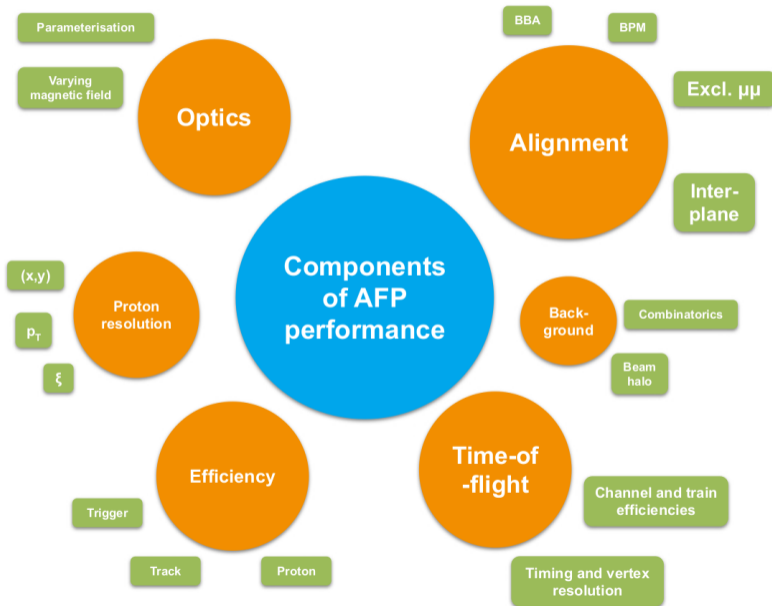 Parameterisation
Varying
magnetic field
Optics
BBA
BPM
Alignment
Excl. μμ
Inter-
plane
Components
of AFP
performance
(x,y)
pT
ξ
Proton
resolution
Back-
ground
Combinatorics
Beam
halo
Efficiency
Trigger
Track
Proton
Time-of
-flight
Channel and train
efficiencies
Timing and vertex
resolution